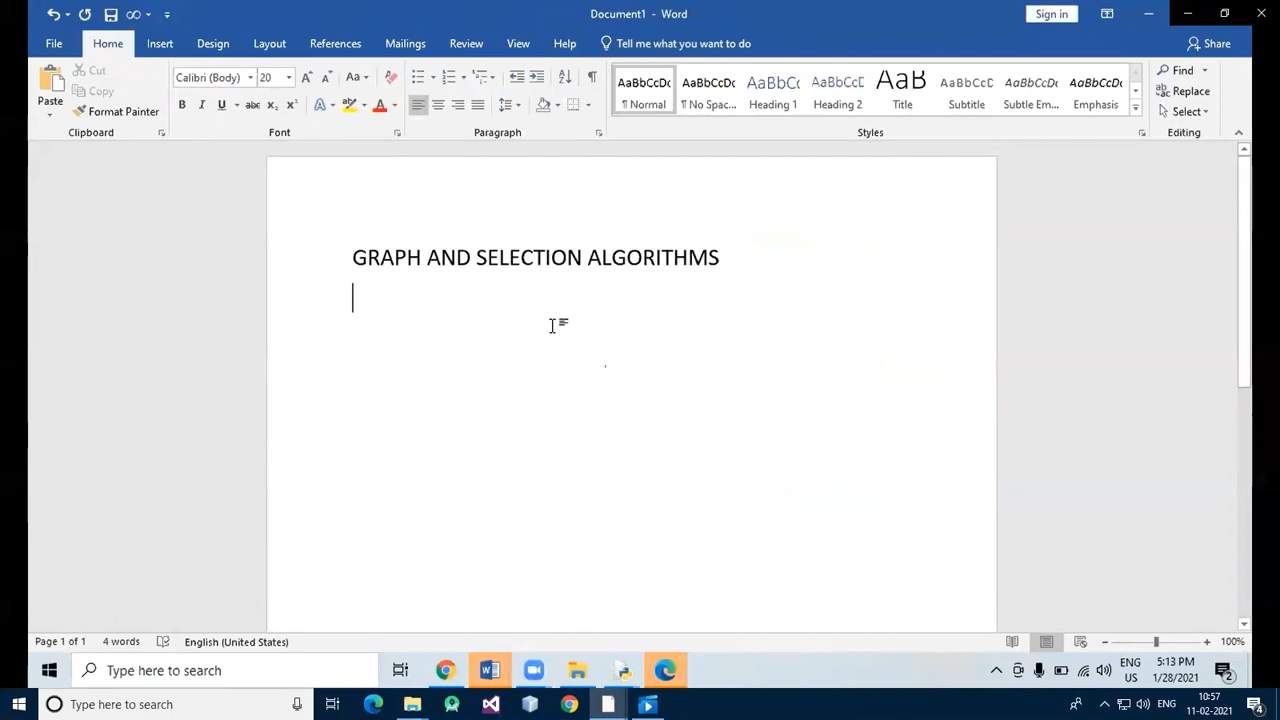 Document1 - Word
Sign in
File Home Insert Design Layout References Mailings Review View Help Tell me what you want to do Share
Paste
Cut
Copy
Format Painter
Clipboard
Calibri (Body) 20
Font
Paragraph
AaBbCcDc ¶ Normal
AaBbCcDc ¶ No Spac...
AaBbCc Heading 1
AaBbCcE Heading 2
AaB Title
AaBbCcD Subtitle
AaBbCcDc Subtle Em...
AaBbCcDc Emphasis
Styles
Find
Replace
Select
Editing
GRAPH AND SELECTION ALGORITHMS
Page 1 of 1 4 words English (United States) 100%
Type here to search ENG US 5:13 PM 1/28/2021 2
Type here to search ENG 10:57 11-02-2021 4